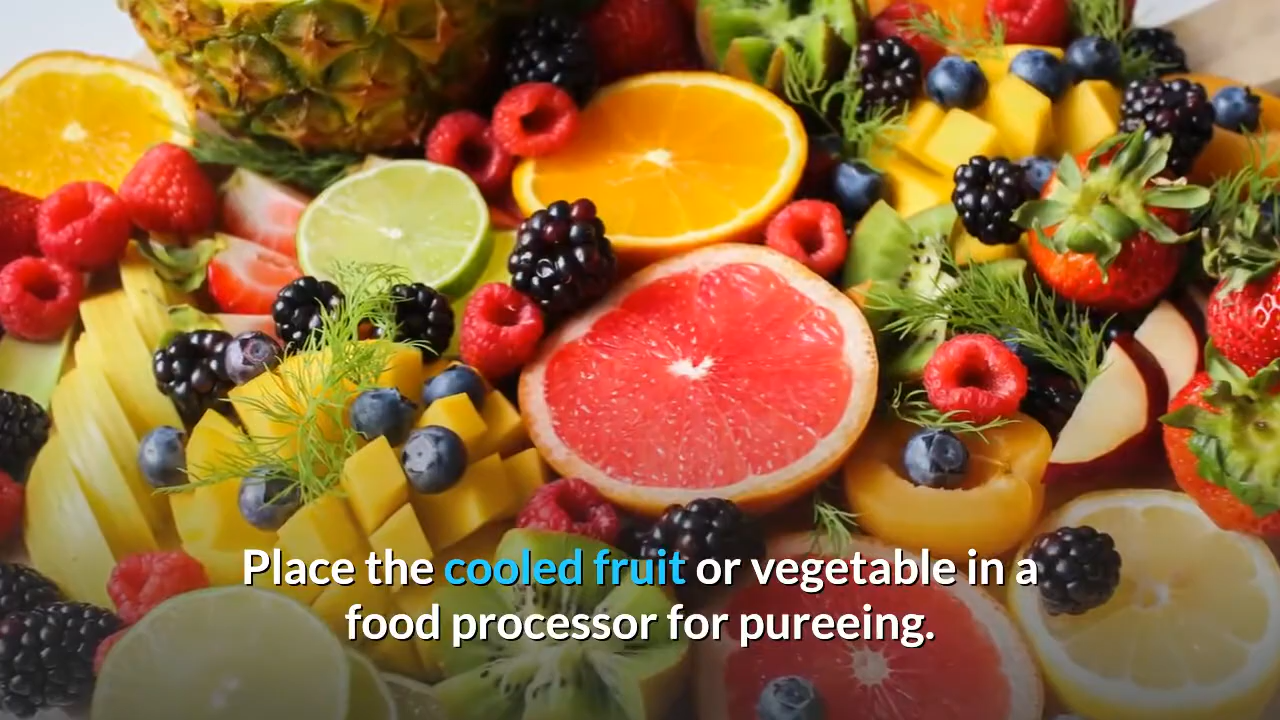 Place the cooled fruit or vegetable in a
food processor for pureeing.